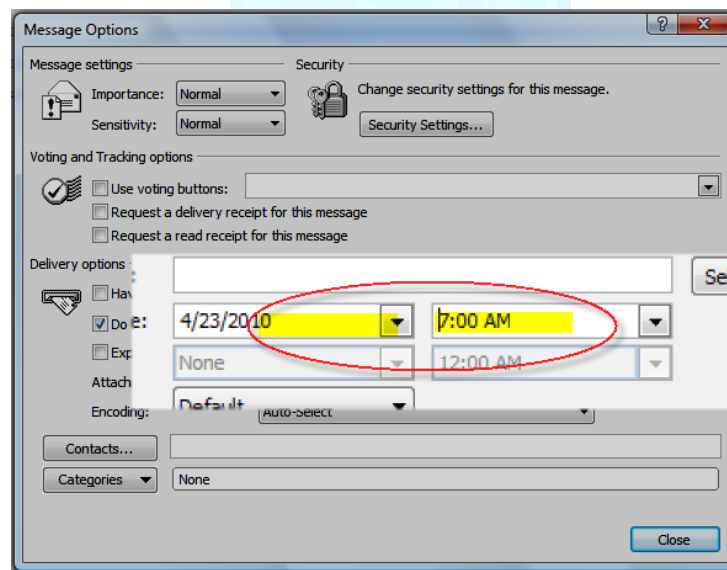 Message Options
Message settings
Security
Importance: Normal
Change security settings for this message.
Sensitivity: Normal
Security Settings...
Voting and Tracking options
Use voting buttons:
Request a delivery receipt for this message
Request a read receipt for this message
Delivery options
Hav
Se
Do e: 4/23/2010 7:00 AM
Exp None 12:00 AM
Attach
Default
Encoding: Auto-Select
Contacts...
Categories None
Close